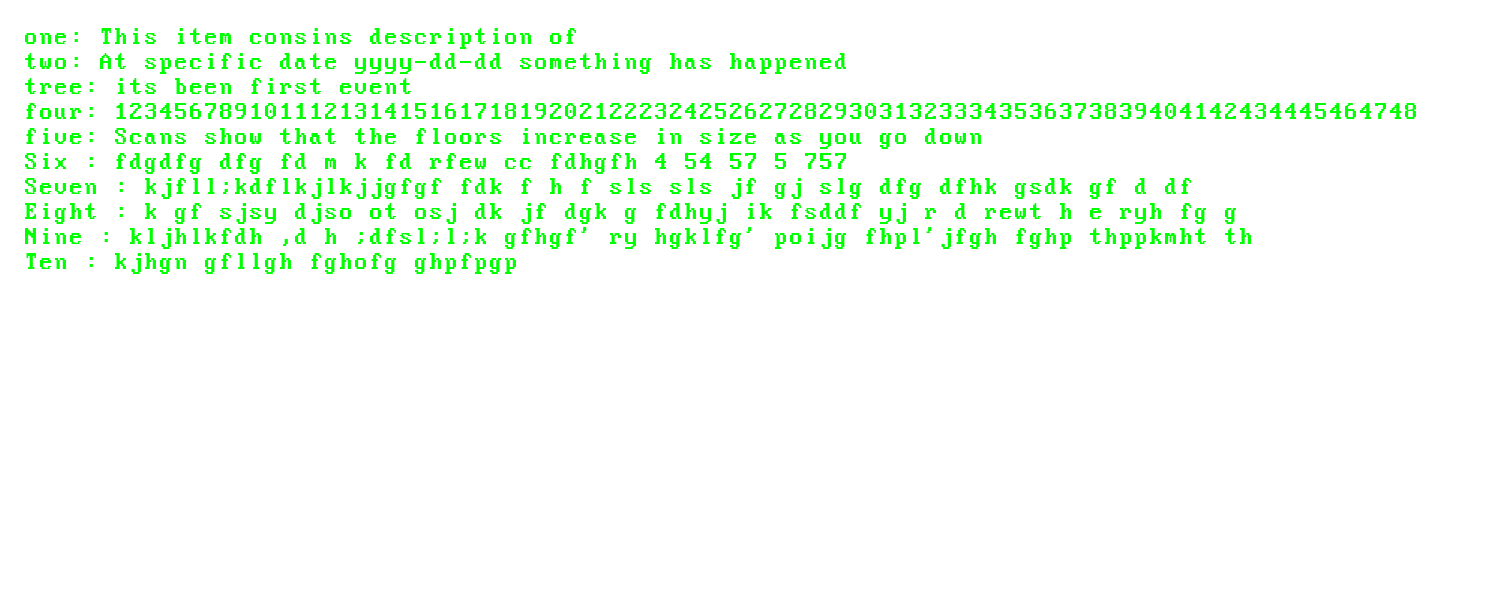 one: This item consins description of
two: At specific date yyyy-dd-dd something has happened
tree: its been first event
four: 123456789101112131415161718192021222324252627282930313233343536373839404142434445464748
five: Scans show that the floors increase in size as you go down
Six : fdgdfg dfg fd m k fd rfew cc fdhgfh 4 54 57 5 757
Seven : kjfll;kdflkjlkjjgfgf fdk f h f sls sls jf gj slg dfg dfhk gsdk gf d df
Eight : k gf sjsy djso ot osj dk jf dgk g fdhyj ik fsddf yj r d rewt h e ryh fg g
Nine : kljhlkfdh ,d h ;dfsl;l;k gfhgf' ry hgklfg' poijg fhpl'jfgh fghp thppkmht th
Ten : kjhgn gfllgh fghofg ghpfpgp